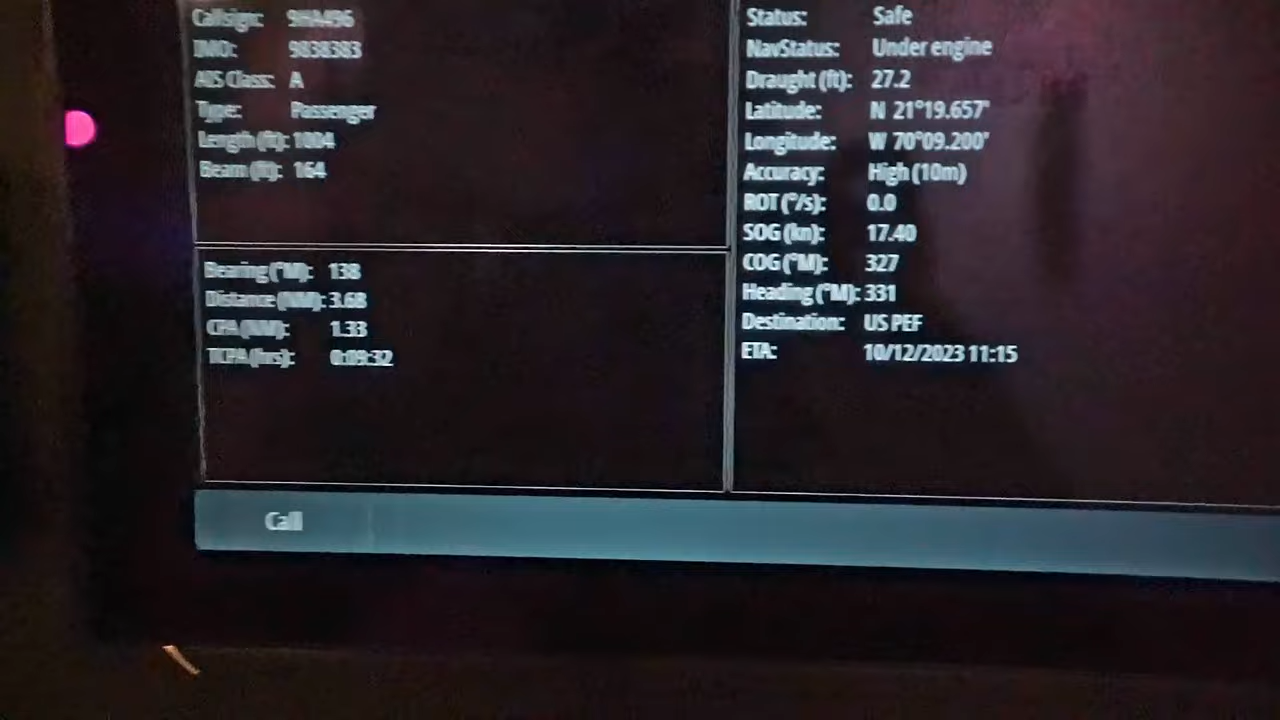 Callsign: 9HA496
IMO: 9838383
AIS Class: A
Type: Passenger
Length (ft): 1004
Beam (ft): 164
Bearing (°M): 138
Distance (NM): 3.68
CPA (NM): 1.33
TCPA (hrs): 0:09:32
Status: Safe
NavStatus: Under engine
Draught (ft): 27.2
Latitude: N 21°19.657'
Longitude: W 70°09.200'
Accuracy: High (10m)
ROT (°/s): 0.0
SOG (kn): 17.40
COG (°M): 327
Heading (°M): 331
Destination: US PEF
ETA: 10/12/2023 11:15
Call